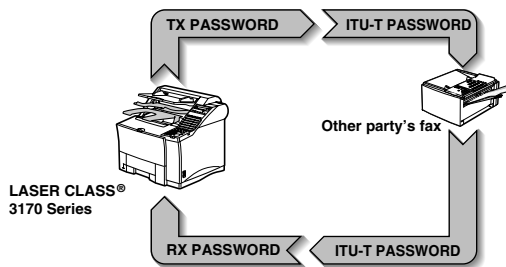 TX PASSWORD
ITU-T PASSWORD
Other party's fax
LASER CLASS®
3170 Series
RX PASSWORD
ITU-T PASSWORD